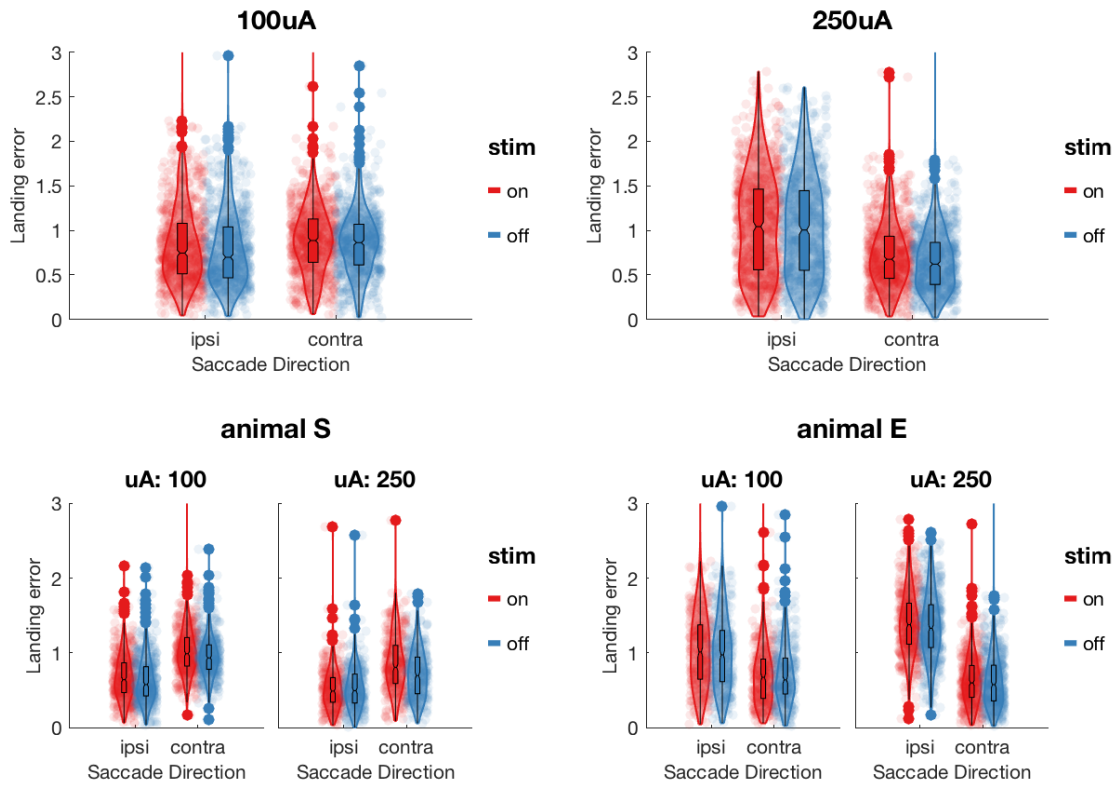 100uA
3
2.5
2
1.5
1
0.5
0
Landing error
ipsi contra
Saccade Direction
stim
on
off
250uA
3
2.5
2
1.5
1
0.5
0
Landing error
ipsi contra
Saccade Direction
stim
on
off
animal S
uA: 100 uA: 250
3
2
1
0
Landing error
ipsi contra ipsi contra
Saccade Direction Saccade Direction
stim
on
off
animal E
uA: 100 uA: 250
3
2
1
0
Landing error
ipsi contra ipsi contra
Saccade Direction Saccade Direction
stim
on
off